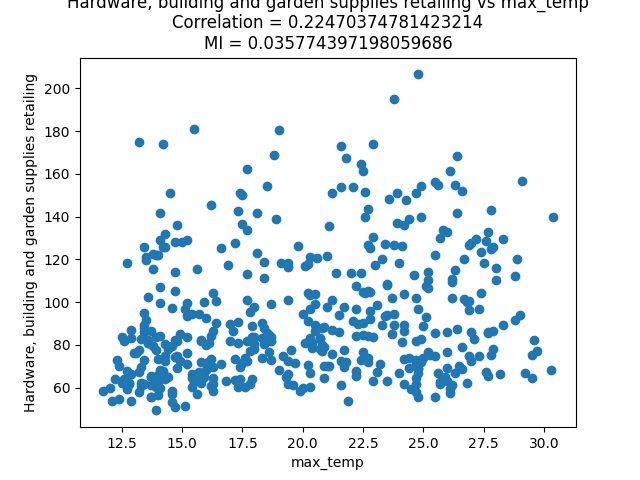 Hardware, building and garden supplies retailing vs max_temp
Correlation = 0.22470374781423214
MI = 0.035774397198059686
Hardware, building and garden supplies retailing
200
180
160
140
120
100
80
60
12.5 15.0 17.5 20.0 22.5 25.0 27.5 30.0
max_temp